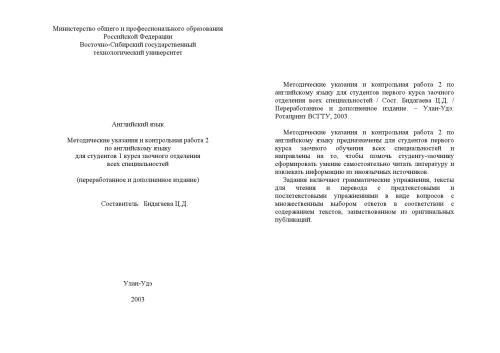 Министерство общего и профессионального образования
Российской Федерации
Восточно-Сибирский государственный
технологический университет
Английский язык
Методические указания и контрольная работа 2
по английскому языку
для студентов 1 курса заочного отделения
всех специальностей
(переработанное и дополненное издание)
Составитель: Бидагаева Ц.Д.
Улан-Удэ
2003
Методические указания и контрольная работа 2 по
английскому языку для студентов первого курса заочного
отделения всех специальностей / Сост. Бидагаева Ц.Д. /
Переработанное и дополненное издание. – Улан-Удэ:
Ротапринт ВСГТУ, 2003.
Методические указания и контрольная работа 2 по
английскому языку предназначены для студентов первого
курса заочного обучения всех специальностей и
направлены на то, чтобы помочь студенту-заочнику
сформировать умение самостоятельно читать литературу и
извлекать информацию из иноязычных источников.
Задания включают грамматические упражнения, тексты
для чтения и перевода с предтекстовыми и
послетекстовыми упражнениями в виде вопросов с
множественным выбором ответов в соответствии с
содержанием текстов, заимствованном из оригинальных
публикаций.